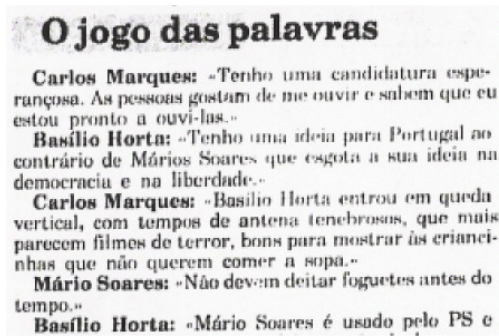 O jogo das palavras
Carlos Marques: «Tenho uma candidatura espe-
rançosa. As pessoas gostam de me ouvir e sabem que eu
estou pronto a ouvi-las.»
Basílio Horta: «Tenho uma ideia para Portugal ao
contrário de Mários Soares que esgota a sua ideia na
democracia e na liberdade.»
Carlos Marques: «Basílio Horta entrou em queda
vertical, com tempos de antena tenebrosos, que mais
parecem filmes de terror, bons para mostrar às crianci-
nhas que não querem comer a sopa.»
Mário Soares: «Não devem deitar foguetes antes do
tempo.»
Basílio Horta: «Mário Soares é usado pelo PS e